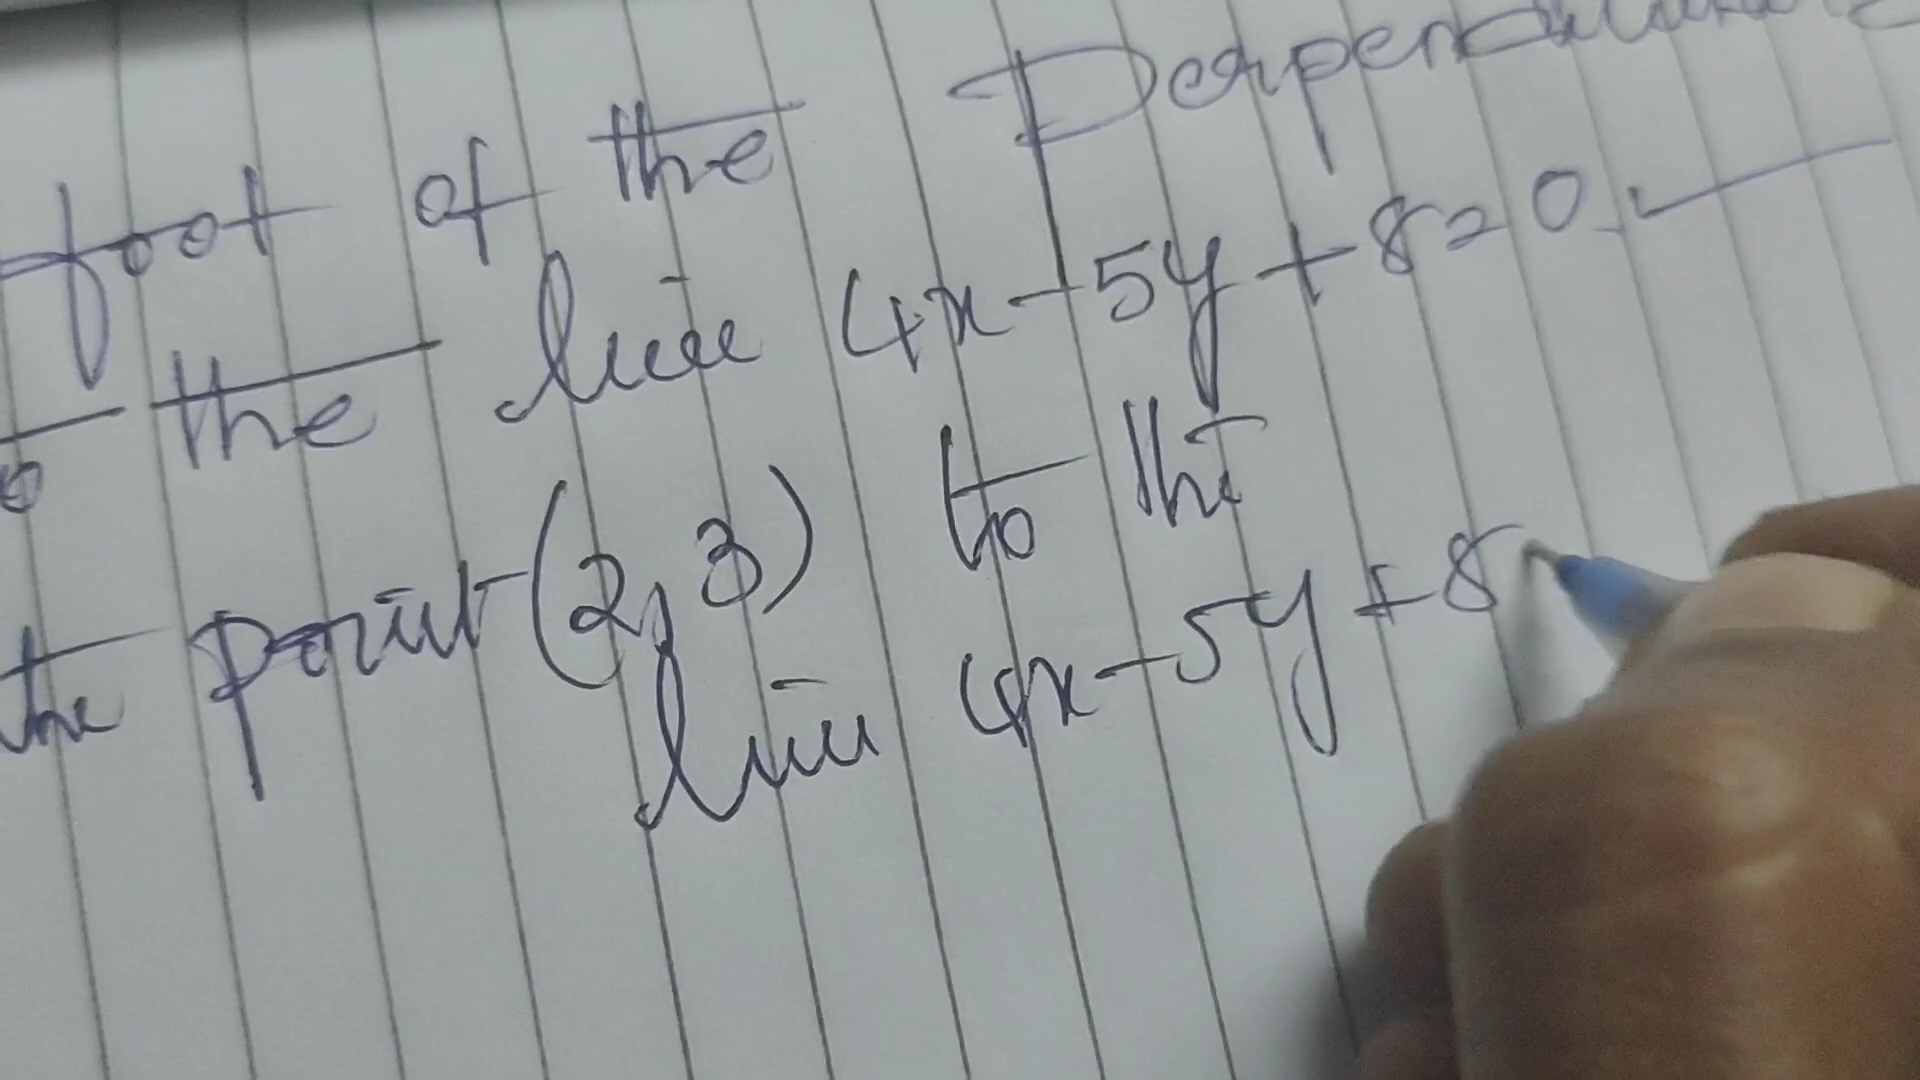 foot of the Perpendicular
the line 4x-5y+8=0.
the point (2,3) to the
line 4x-5y+8